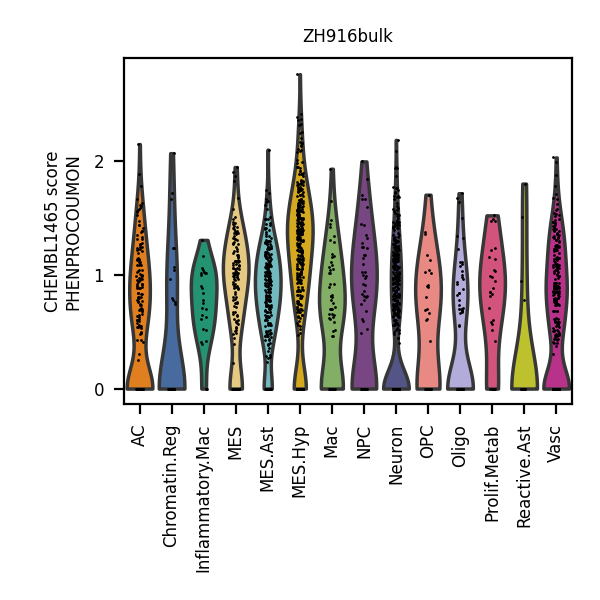 ZH916bulk
CHEMBL1465 score
PHENPROCOUMON
2
1
0
AC
Chromatin.Reg
Inflammatory.Mac
MES
MES.Ast
MES.Hyp
Mac
NPC
Neuron
OPC
Oligo
Prolif.Metab
Reactive.Ast
Vasc